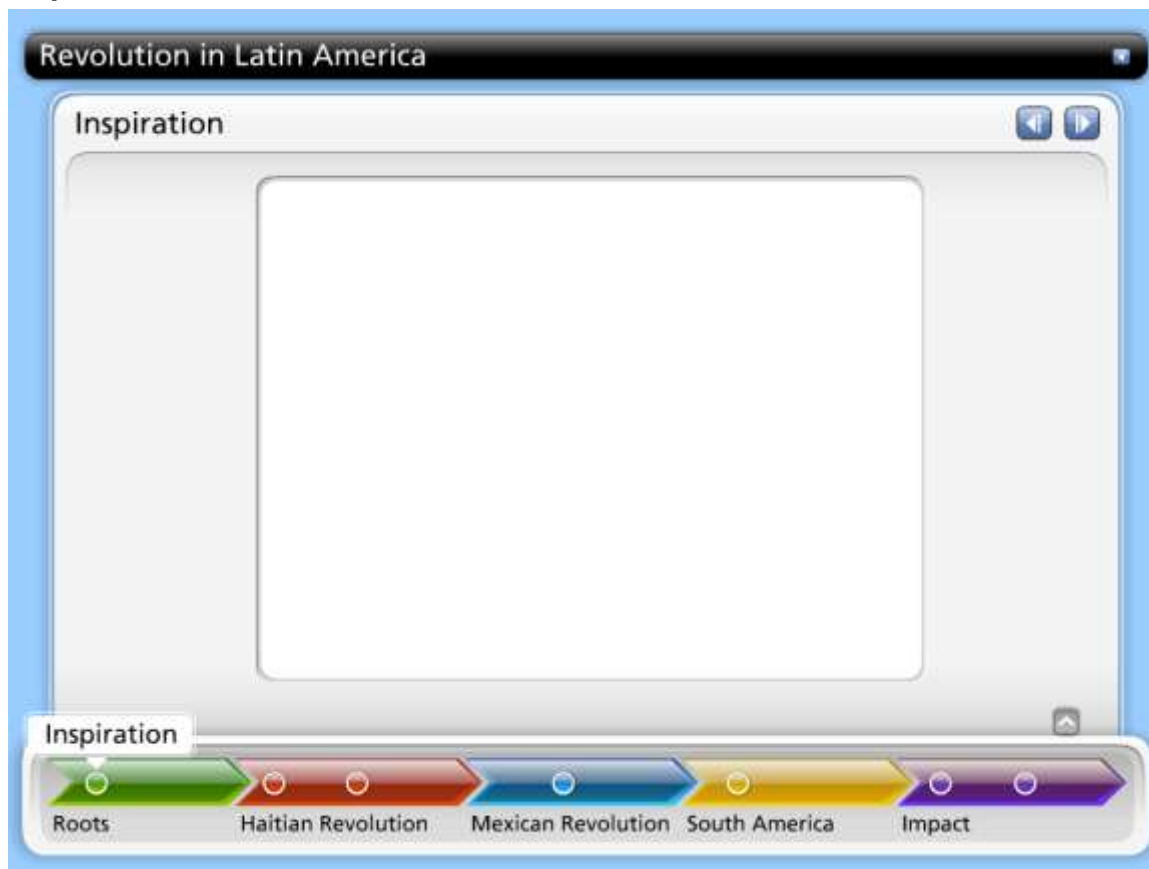 Revolution in Latin America
Inspiration
Inspiration
Roots Haitian Revolution Mexican Revolution South America Impact